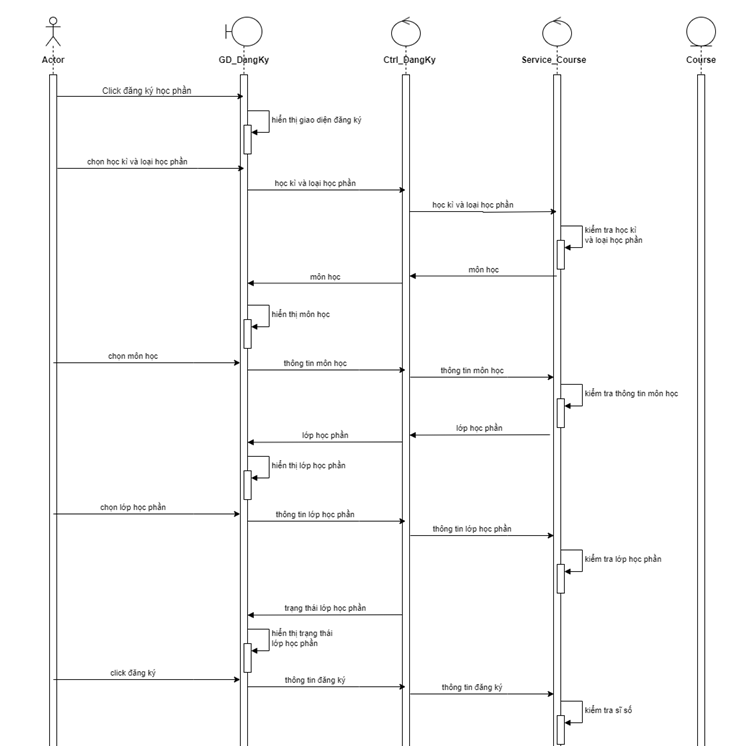 Actor
GD_DangKy
Ctrl_DangKy
Service_Course
Course
Click đăng ký học phần
hiển thị giao diện đăng ký
chọn học kì và loại học phần
học kì và loại học phần
học kì và loại học phần
kiểm tra học kì
và loại học phần
môn học
môn học
hiển thị môn học
chọn môn học
thông tin môn học
thông tin môn học
kiểm tra thông tin môn học
lớp học phần
lớp học phần
hiển thị lớp học phần
chọn lớp học phần
thông tin lớp học phần
thông tin lớp học phần
kiểm tra lớp học phần
trạng thái lớp học phần
hiển thị trạng thái
lớp học phần
click đăng ký
thông tin đăng ký
thông tin đăng ký
kiểm tra sĩ số